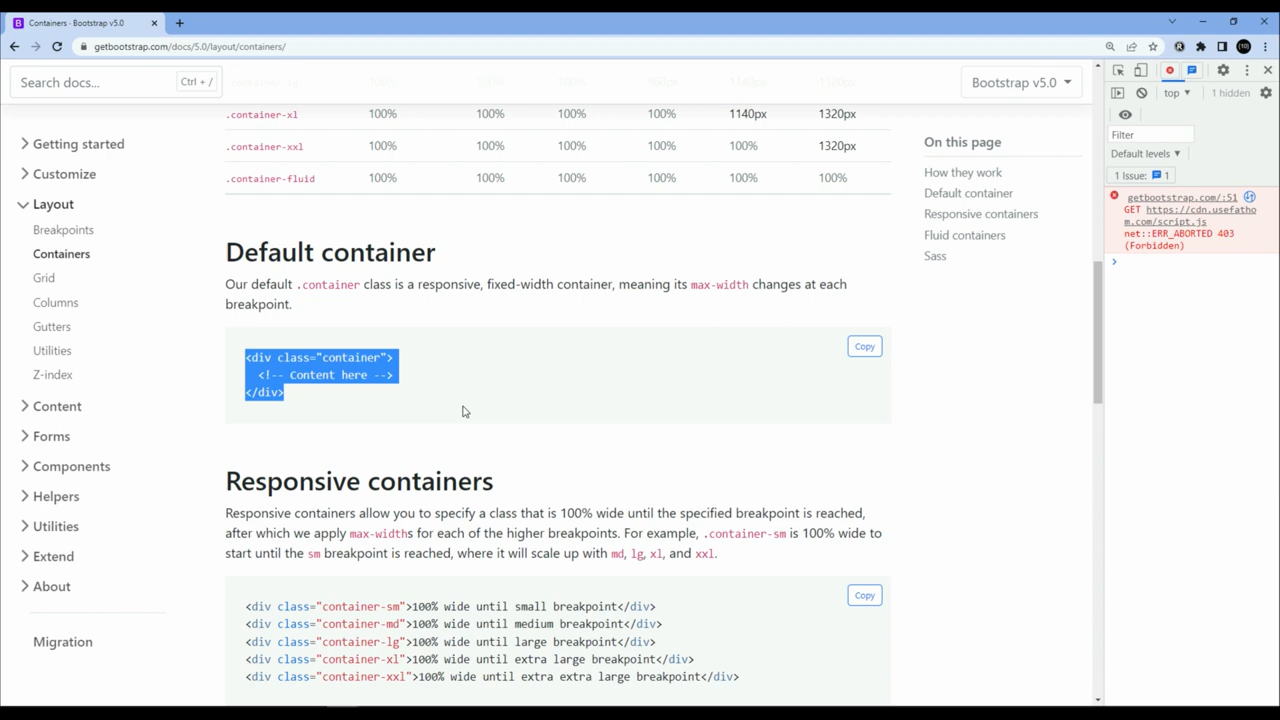 Containers · Bootstrap v5.0
getbootstrap.com/docs/5.0/layout/containers/
Search docs...
Ctrl + /
Bootstrap v5.0
100% 100% 100% 960px 1140px 1320px
.container-xl 100% 100% 100% 100% 1140px 1320px
.container-xxl 100% 100% 100% 100% 100% 1320px
.container-fluid 100% 100% 100% 100% 100% 100%
Getting started
Customize
Layout
Breakpoints
Containers
Grid
Columns
Gutters
Utilities
Z-index
Content
Forms
Components
Helpers
Utilities
Extend
About
Migration
Default container
Our default .container class is a responsive, fixed-width container, meaning its max-width changes at each
breakpoint.
Copy
<div class="container">
<!-- Content here -->
</div>
Responsive containers
Responsive containers allow you to specify a class that is 100% wide until the specified breakpoint is reached,
after which we apply max-widths for each of the higher breakpoints. For example, .container-sm is 100% wide to
start until the sm breakpoint is reached, where it will scale up with md, lg, xl, and xxl.
Copy
<div class="container-sm">100% wide until small breakpoint</div>
<div class="container-md">100% wide until medium breakpoint</div>
<div class="container-lg">100% wide until large breakpoint</div>
<div class="container-xl">100% wide until extra large breakpoint</div>
<div class="container-xxl">100% wide until extra extra large breakpoint</div>
On this page
How they work
Default container
Responsive containers
Fluid containers
Sass
top
1 hidden
Filter
Default levels
1 Issue: 1
getbootstrap.com/:51
GET https://cdn.usefatho
m.com/script.js
net::ERR_ABORTED 403
(Forbidden)